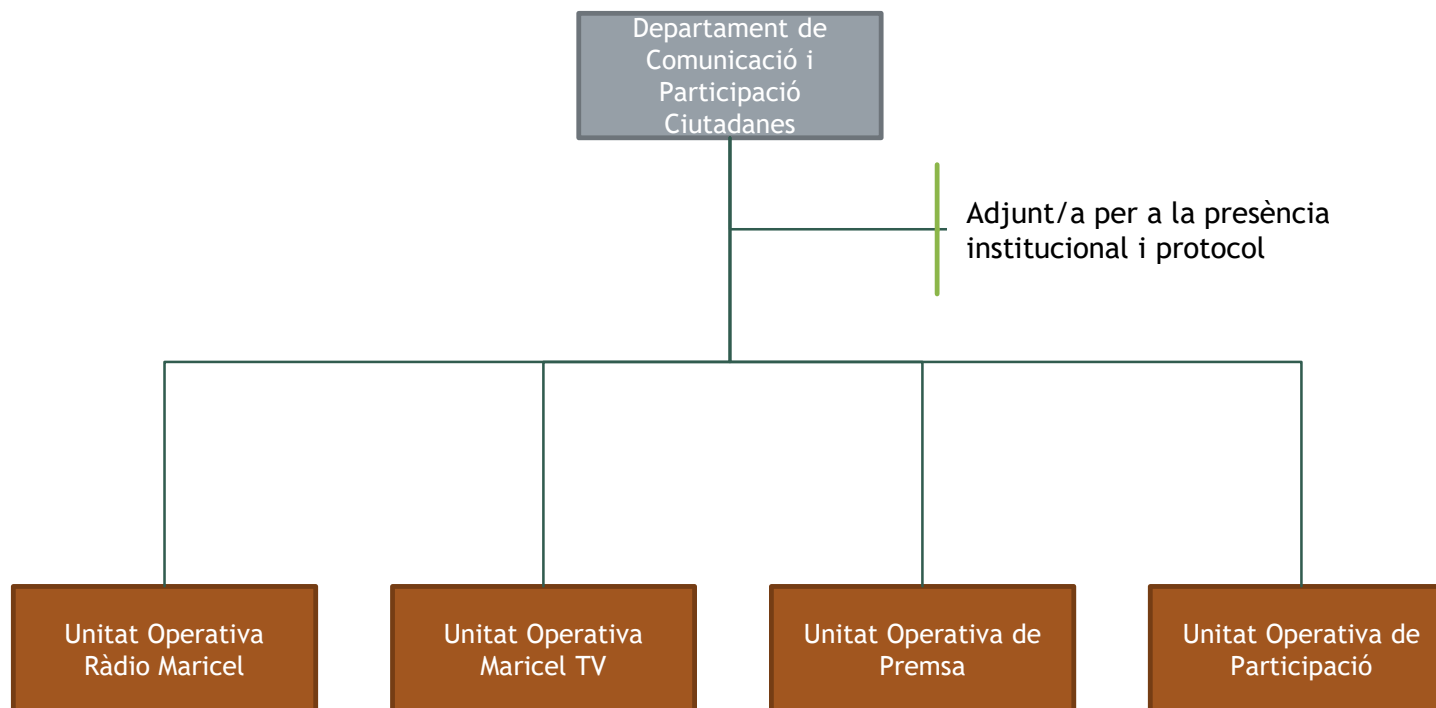 Departament de
Comunicació i
Participació
Ciutadanes
Adjunt/a per a la presència
institucional i protocol
Unitat Operativa
Ràdio Maricel
Unitat Operativa
Maricel TV
Unitat Operativa de
Premsa
Unitat Operativa de
Participació